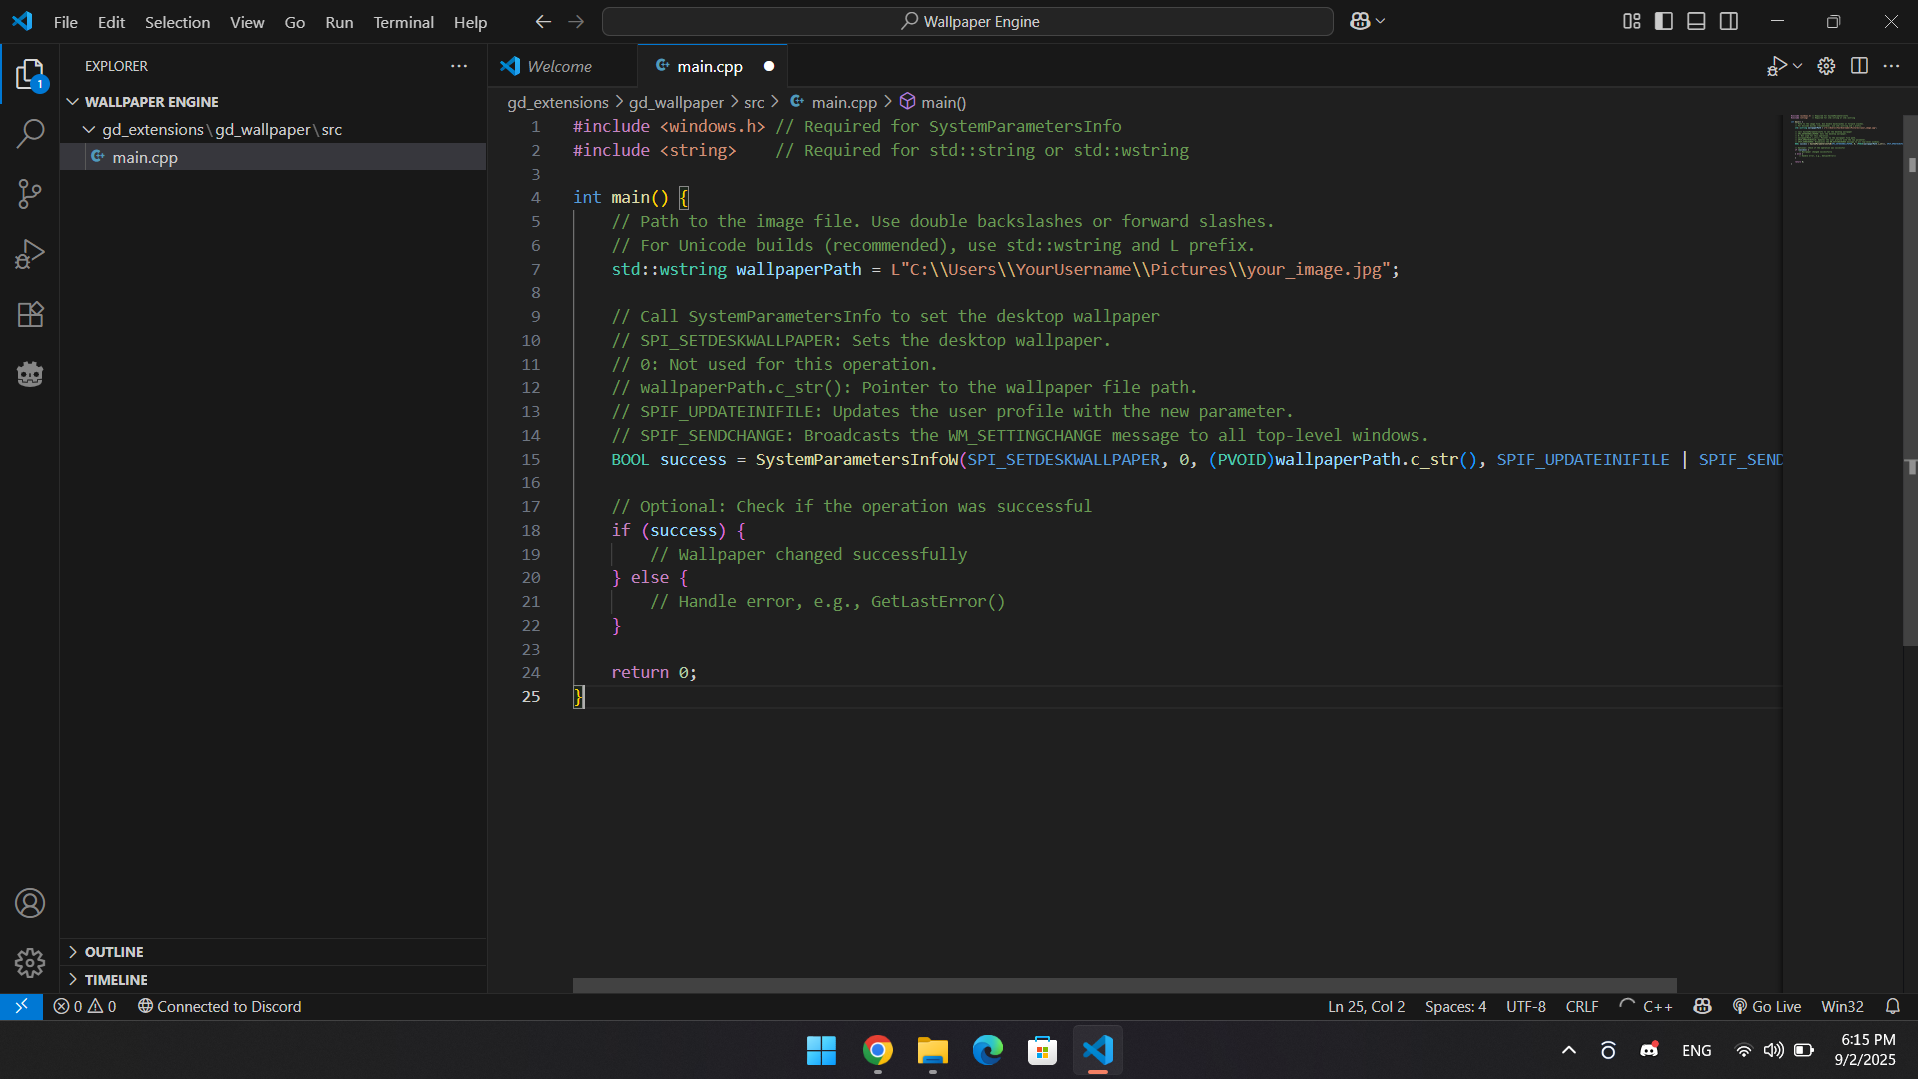 File Edit Selection View Go Run Terminal Help
Wallpaper Engine
EXPLORER
WALLPAPER ENGINE
gd_extensions\gd_wallpaper\src
main.cpp
1
Welcome
main.cpp
gd_extensions > gd_wallpaper > src > main.cpp > main()
1 #include <windows.h> // Required for SystemParametersInfo
2 #include <string>    // Required for std::string or std::wstring
3
4 int main() {
5     // Path to the image file. Use double backslashes or forward slashes.
6     // For Unicode builds (recommended), use std::wstring and L prefix.
7     std::wstring wallpaperPath = L"C:\\Users\\YourUsername\\Pictures\\your_image.jpg";
8
9     // Call SystemParametersInfo to set the desktop wallpaper
10     // SPI_SETDESKWALLPAPER: Sets the desktop wallpaper.
11     // 0: Not used for this operation.
12     // wallpaperPath.c_str(): Pointer to the wallpaper file path.
13     // SPIF_UPDATEINIFILE: Updates the user profile with the new parameter.
14     // SPIF_SENDCHANGE: Broadcasts the WM_SETTINGCHANGE message to all top-level windows.
15     BOOL success = SystemParametersInfoW(SPI_SETDESKWALLPAPER, 0, (PVOID)wallpaperPath.c_str(), SPIF_UPDATEINIFILE | SPIF_SEND
16
17     // Optional: Check if the operation was successful
18     if (success) {
19         // Wallpaper changed successfully
20     } else {
21         // Handle error, e.g., GetLastError()
22     }
23
24     return 0;
25 }
OUTLINE
TIMELINE
0 0 Connected to Discord
Ln 25, Col 2 Spaces: 4 UTF-8 CRLF C++ Go Live Win32
ENG
6:15 PM
9/2/2025